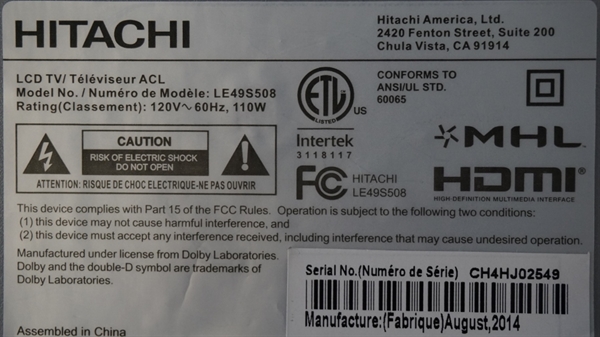 HITACHI
Hitachi America, Ltd.
2420 Fenton Street, Suite 200
Chula Vista, CA 91914
LCD TV/ Téléviseur ACL
Model No. / Numéro de Modèle: LE49S508
Rating(Classement): 120V~60Hz, 110W
ETL
LISTED
C
US
Intertek
3118117
CONFORMS TO
ANSI/UL STD.
60065
CAUTION
RISK OF ELECTRIC SHOCK
DO NOT OPEN
ATTENTION: RISQUE DE CHOC ELECTRIQUE-NE PAS OUVRIR
FC HITACHI
LE49S508
MHL
HDMI
HIGH DEFINITION MULTIMEDIA INTERFACE
This device complies with Part 15 of the FCC Rules. Operation is subject to the following two conditions:
(1) this device may not cause harmful interference, and
(2) this device must accept any interference received, including interference that may cause undesired operation.
Manufactured under license from Dolby Laboratories.
Dolby and the double-D symbol are trademarks of
Dolby Laboratories.
Serial No.(Numéro de Série) CH4HJ02549
Manufacture:(Fabrique)August,2014
Assembled in China